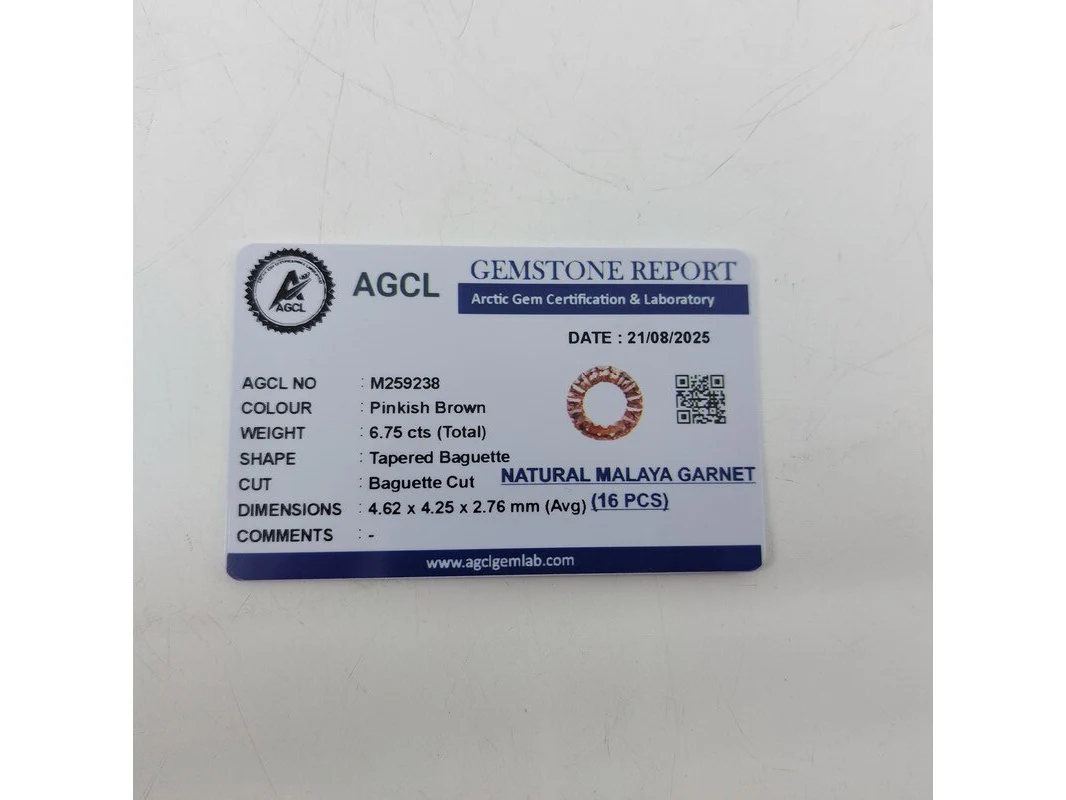 AGCL
AGCL
GEMSTONE REPORT
Arctic Gem Certification & Laboratory
DATE : 21/08/2025
AGCL NO : M259238
COLOUR : Pinkish Brown
WEIGHT : 6.75 cts (Total)
SHAPE : Tapered Baguette
CUT : Baguette Cut
NATURAL MALAYA GARNET
DIMENSIONS : 4.62 x 4.25 x 2.76 mm (Avg)
(16 PCS)
COMMENTS : -
www.agclgemlab.com